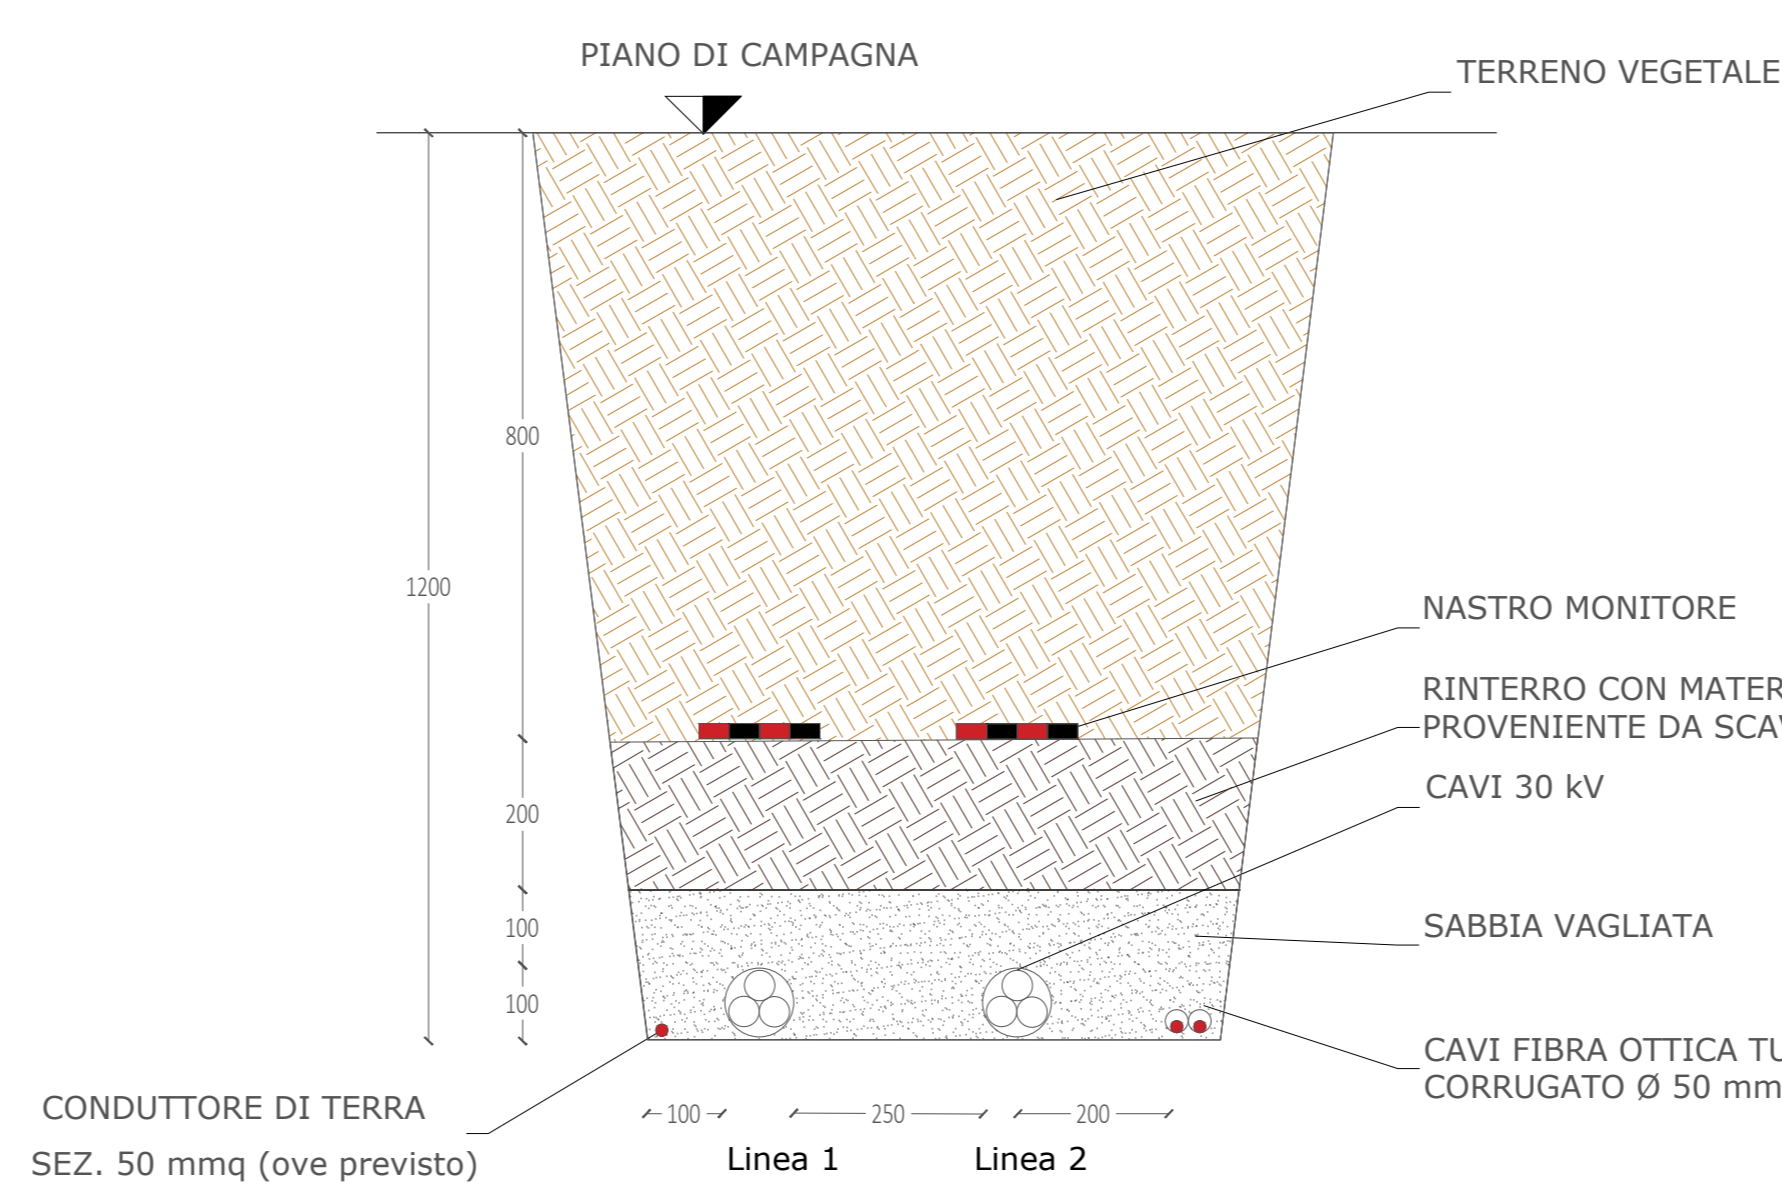 PIANO DI CAMPAGNA
TERRENO VEGETALE
800
1200
NASTRO MONITORE
RINTERRO CON MATER
PROVENIENTE DA SCAV
CAVI 30 kV
200
100
SABBIA VAGLIATA
100
CAVI FIBRA OTTICA TU
CORRUGATO Ø 50 mm
CONDUTTORE DI TERRA
SEZ. 50 mmq (ove previsto)
100 250 200
Linea 1 Linea 2